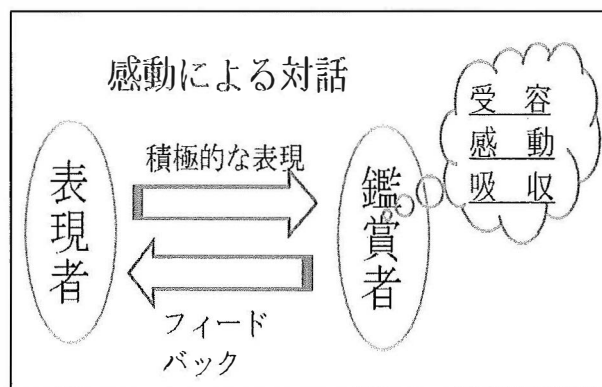 感動による対話
表現者
積極的な表現
フィードバック
鑑賞者
受容
感動
吸収